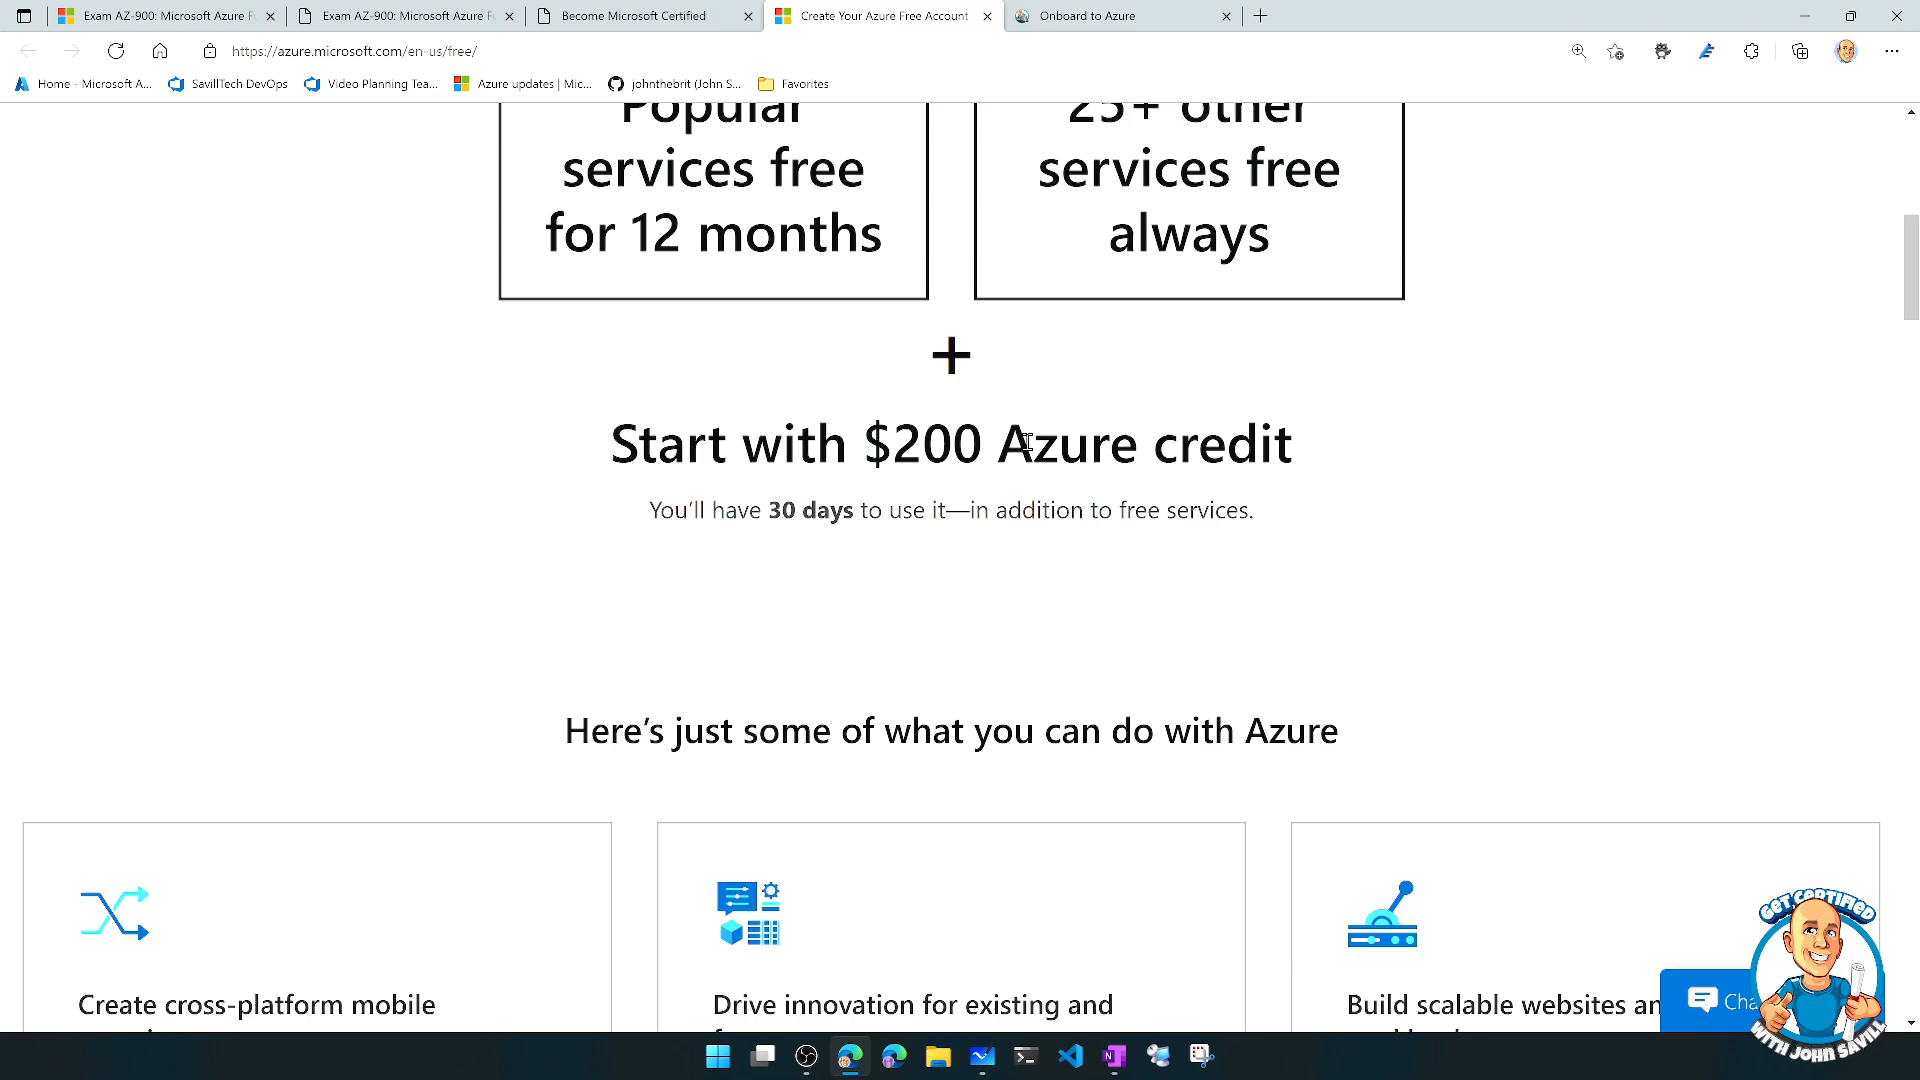 Exam AZ-900: Microsoft Azure Fu
Exam AZ-900: Microsoft Azure Fu
Become Microsoft Certified
Create Your Azure Free Account
Onboard to Azure
https://azure.microsoft.com/en-us/free/
Home - Microsoft A...
SavillTech DevOps
Video Planning Tea...
Azure updates | Mic...
johnthebrit (John S...
Favorites
Popular
services free
for 12 months
25+ other
services free
always
+
Start with $200 Azure credit
You'll have 30 days to use it—in addition to free services.
Here's just some of what you can do with Azure
Create cross-platform mobile
Drive innovation for existing and
Build scalable websites an
Cha
GET CERTIFIED
WITH JOHN SAVILL